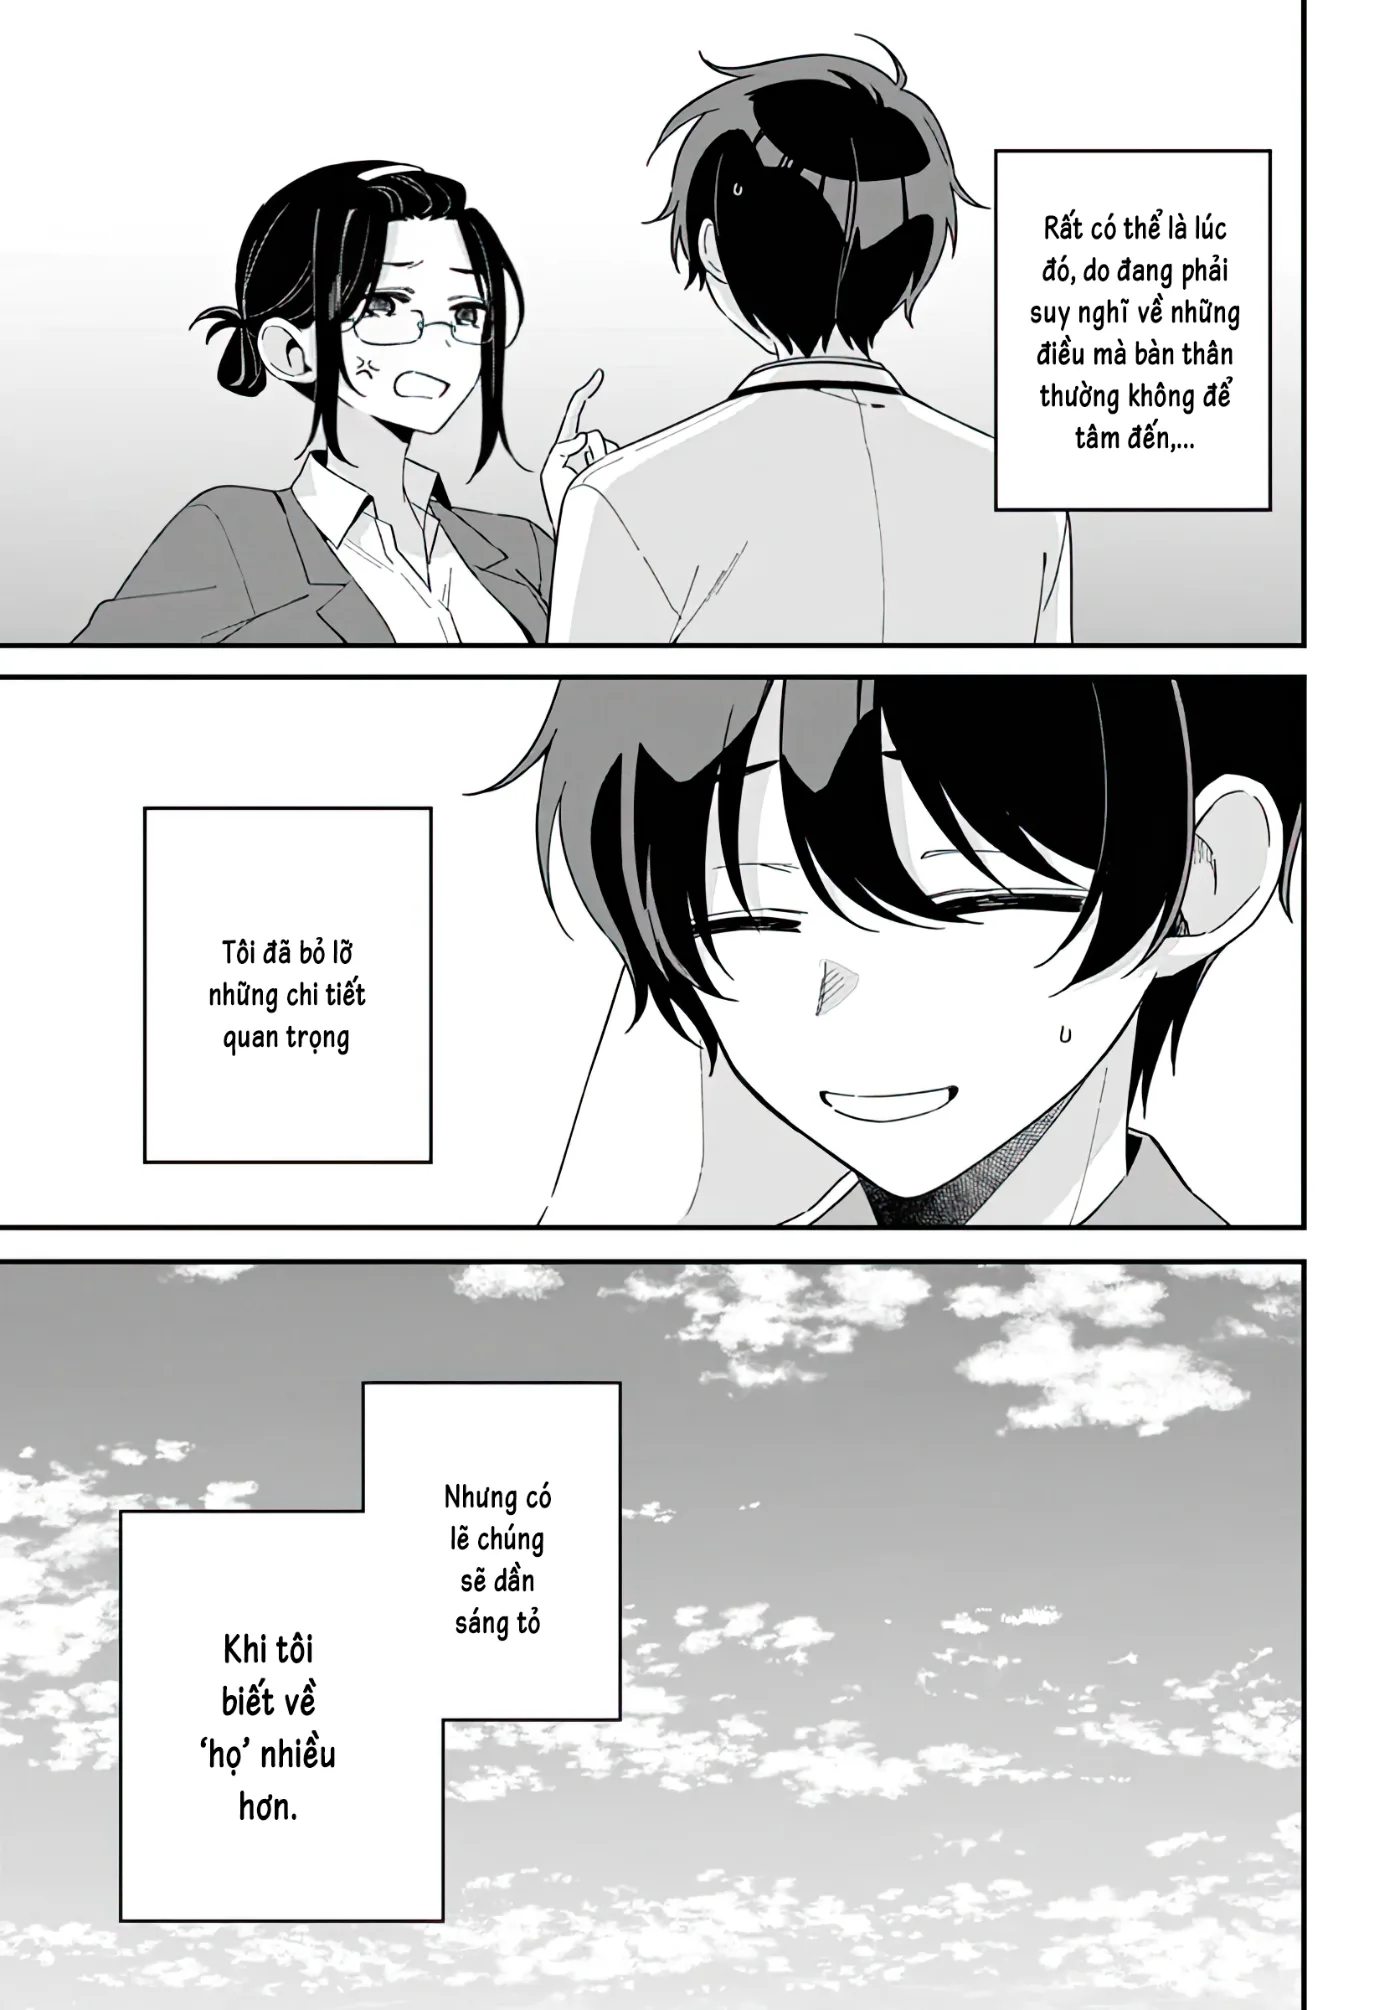 Rất có thể là lúc
đó, do đang phải
suy nghĩ về những
điều mà bàn thân
thường không để
tâm đến,...
Tôi đã bỏ lỡ
những chi tiết
quan trọng
Nhưng có
lẽ chúng
sẽ dần
sáng tỏ
Khi tôi
biết về
‘họ’ nhiều
hơn.